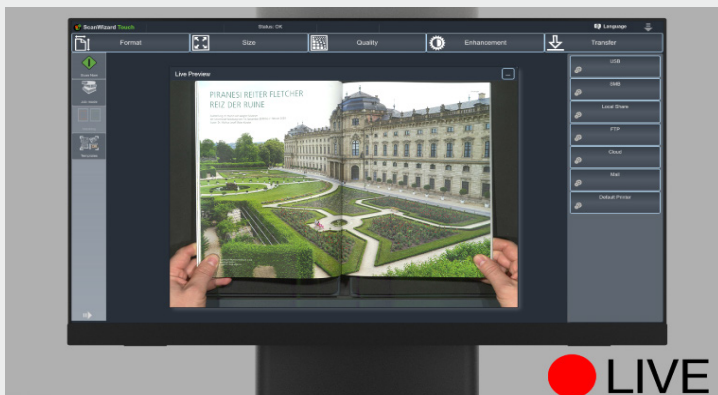 ScanWizard Touch
Status: OK
Language
Format
Size
Quality
Enhancement
Transfer
Live Preview
PIRANESI REITER FLETCHER
REIZ DER RUINE
USB
SMB
Local Share
FTP
Cloud
Mail
Default Printer
LIVE